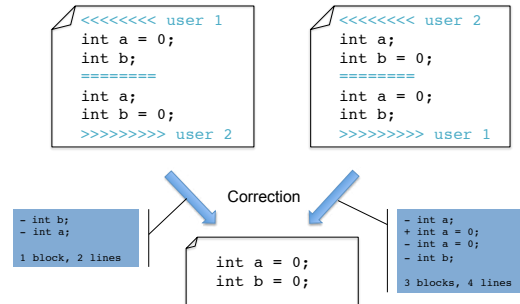 <<<<<<<< user 1
int a = 0;
int b;
========
int a;
int b = 0;
>>>>>>>>> user 2
<<<<<<<< user 2
int a;
int b = 0;
========
int a = 0;
int b;
>>>>>>>>> user 1
Correction
- int b;
- int a;
1 block, 2 lines
- int a;
+ int a = 0;
- int a = 0;
- int b;
3 blocks, 4 lines
int a = 0;
int b = 0;